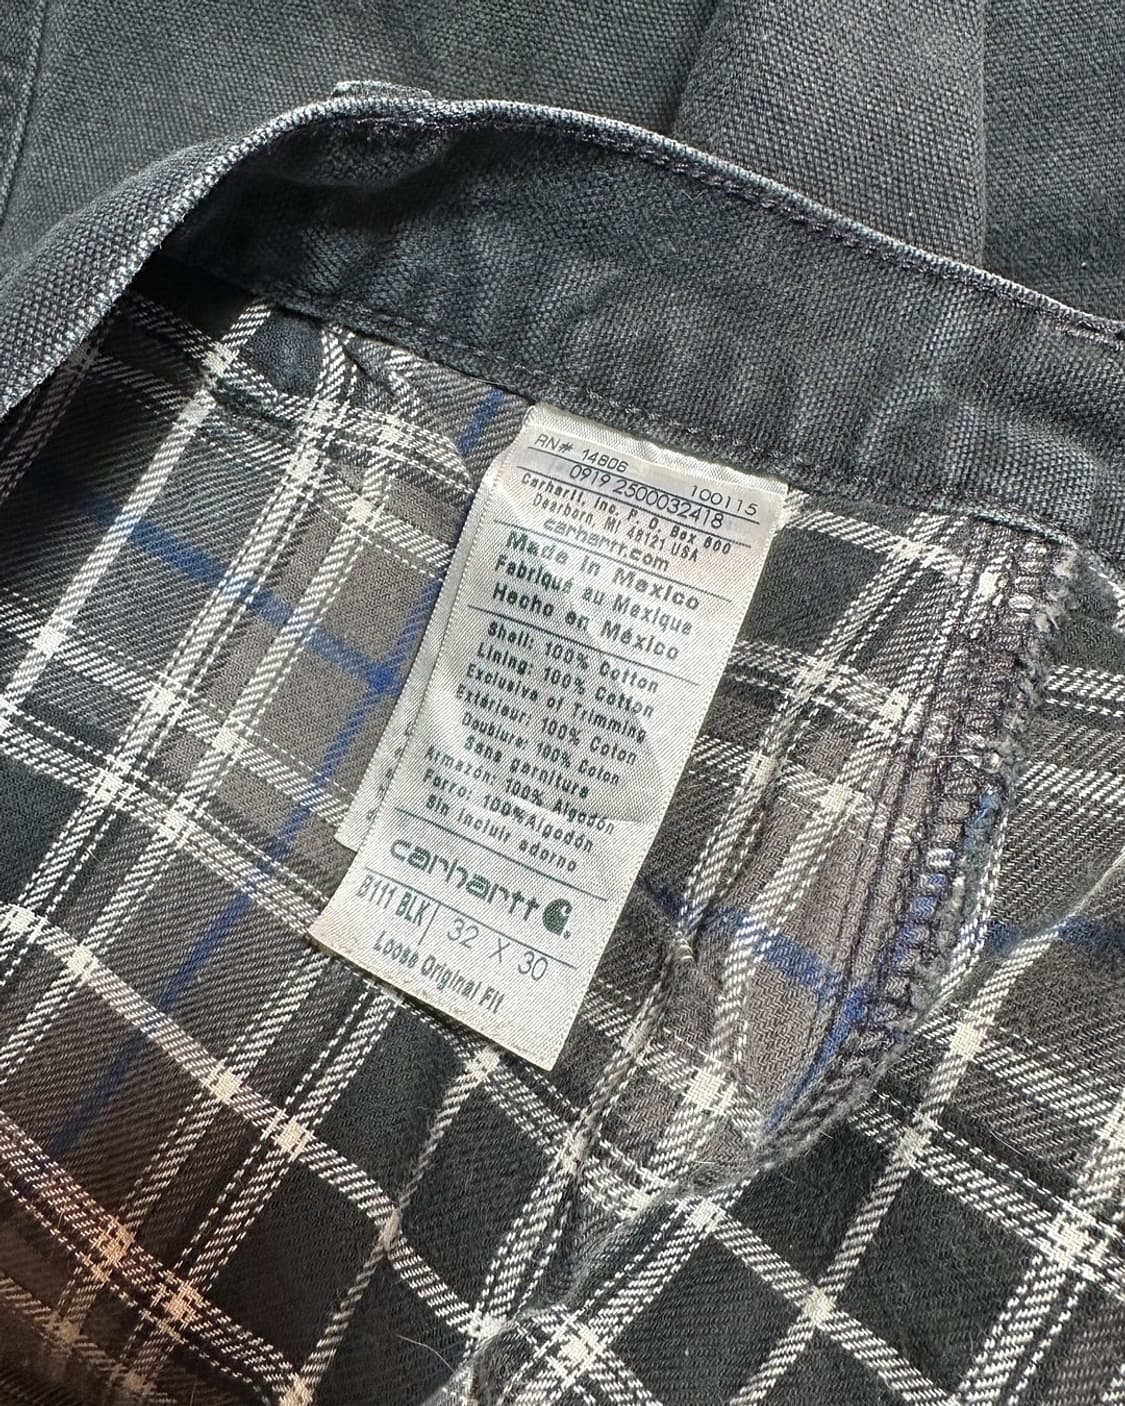 RN# 14806 100115
0919 2500032418
Carhartt, Inc. P. O. Box 600
Dearborn, MI 48121 USA
carhartt.com
Made in Mexico
Fabriqué au Mexique
Hecho en México
Shell: 100% Cotton
Lining: 100% Cotton
Exclusive of Trimming
Extérieur: 100% Coton
Doublure: 100% Coton
Sans garniture
Armazón: 100% Algodón
Forro: 100% Algodón
Sin incluir adorno
carhartt
B111 BLK 32 X 30
Loose Original Fit